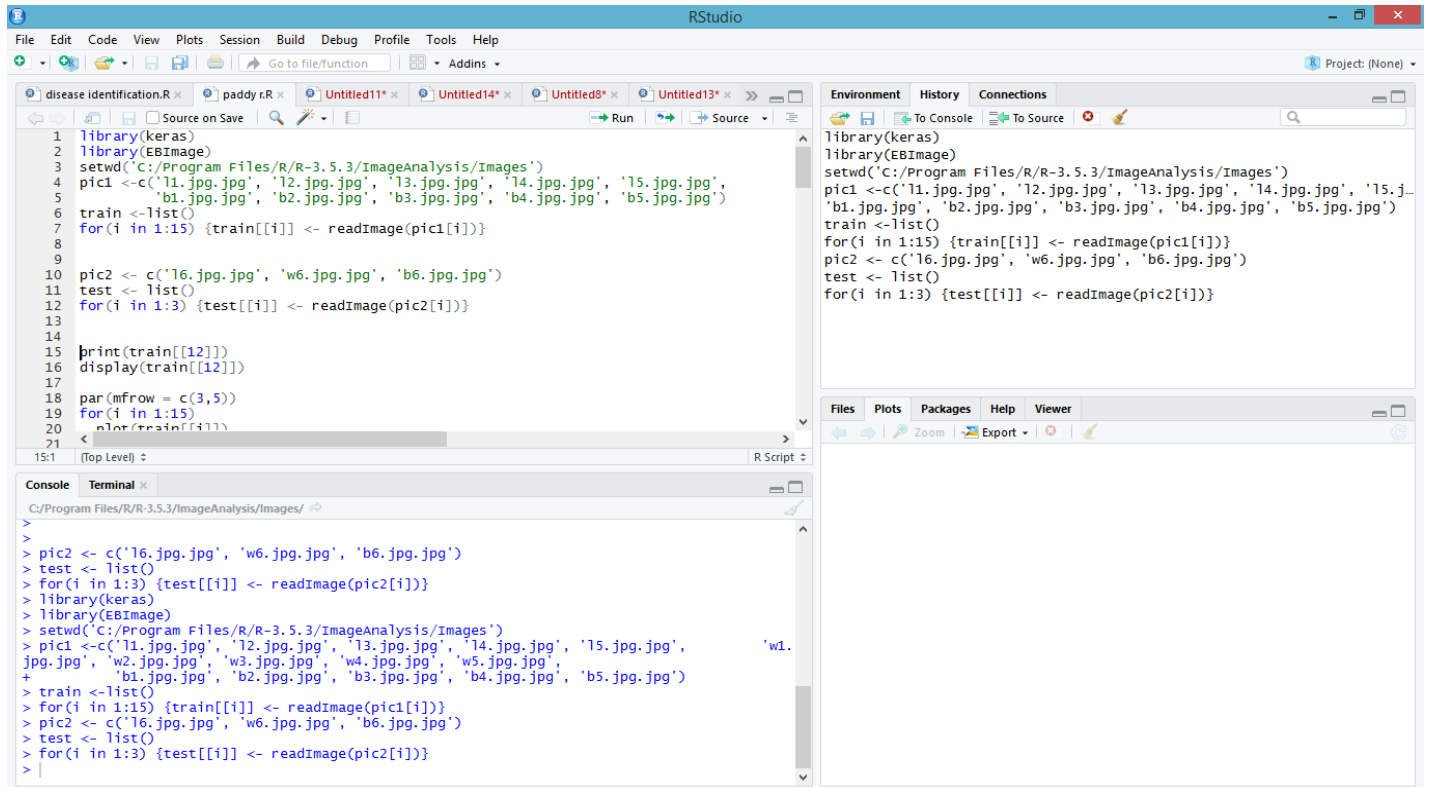 RStudio
File Edit Code View Plots Session Build Debug Profile Tools Help
Go to file/function Addins Project: (None)
disease identification.R paddy r.R Untitled11* Untitled14* Untitled8* Untitled13*
Source on Save Run Source
1 library(keras)
2 library(EBImage)
3 setwd('C:/Program Files/R/R-3.5.3/ImageAnalysis/Images')
4 pic1 <-c('l1.jpg.jpg', 'l2.jpg.jpg', 'l3.jpg.jpg', 'l4.jpg.jpg', 'l5.jpg.jpg',
5 'b1.jpg.jpg', 'b2.jpg.jpg', 'b3.jpg.jpg', 'b4.jpg.jpg', 'b5.jpg.jpg')
6 train <-list()
7 for(i in 1:15) {train[[i]] <- readImage(pic1[i])}
8
9
10 pic2 <- c('l6.jpg.jpg', 'w6.jpg.jpg', 'b6.jpg.jpg')
11 test <- list()
12 for(i in 1:3) {test[[i]] <- readImage(pic2[i])}
13
14
15 print(train[[12]])
16 display(train[[12]])
17
18 par(mfrow = c(3,5))
19 for(i in 1:15)
20 plot(train[[i]])
21
15:1 (Top Level) R Script
Console Terminal
C:/Program Files/R/R-3.5.3/ImageAnalysis/Images/
>
>
> pic2 <- c('l6.jpg.jpg', 'w6.jpg.jpg', 'b6.jpg.jpg')
> test <- list()
> for(i in 1:3) {test[[i]] <- readImage(pic2[i])}
> library(keras)
> library(EBImage)
> setwd('C:/Program Files/R/R-3.5.3/ImageAnalysis/Images')
> pic1 <-c('l1.jpg.jpg', 'l2.jpg.jpg', 'l3.jpg.jpg', 'l4.jpg.jpg', 'l5.jpg.jpg', 'w1.
jpg.jpg', 'w2.jpg.jpg', 'w3.jpg.jpg', 'w4.jpg.jpg', 'w5.jpg.jpg',
+ 'b1.jpg.jpg', 'b2.jpg.jpg', 'b3.jpg.jpg', 'b4.jpg.jpg', 'b5.jpg.jpg')
> train <-list()
> for(i in 1:15) {train[[i]] <- readImage(pic1[i])}
> pic2 <- c('l6.jpg.jpg', 'w6.jpg.jpg', 'b6.jpg.jpg')
> test <- list()
> for(i in 1:3) {test[[i]] <- readImage(pic2[i])}
>
Environment History Connections
To Console To Source
library(keras)
library(EBImage)
setwd('C:/Program Files/R/R-3.5.3/ImageAnalysis/Images')
pic1 <-c('l1.jpg.jpg', 'l2.jpg.jpg', 'l3.jpg.jpg', 'l4.jpg.jpg', 'l5.j…
'b1.jpg.jpg', 'b2.jpg.jpg', 'b3.jpg.jpg', 'b4.jpg.jpg', 'b5.jpg.jpg')
train <-list()
for(i in 1:15) {train[[i]] <- readImage(pic1[i])}
pic2 <- c('l6.jpg.jpg', 'w6.jpg.jpg', 'b6.jpg.jpg')
test <- list()
for(i in 1:3) {test[[i]] <- readImage(pic2[i])}
Files Plots Packages Help Viewer
Zoom Export